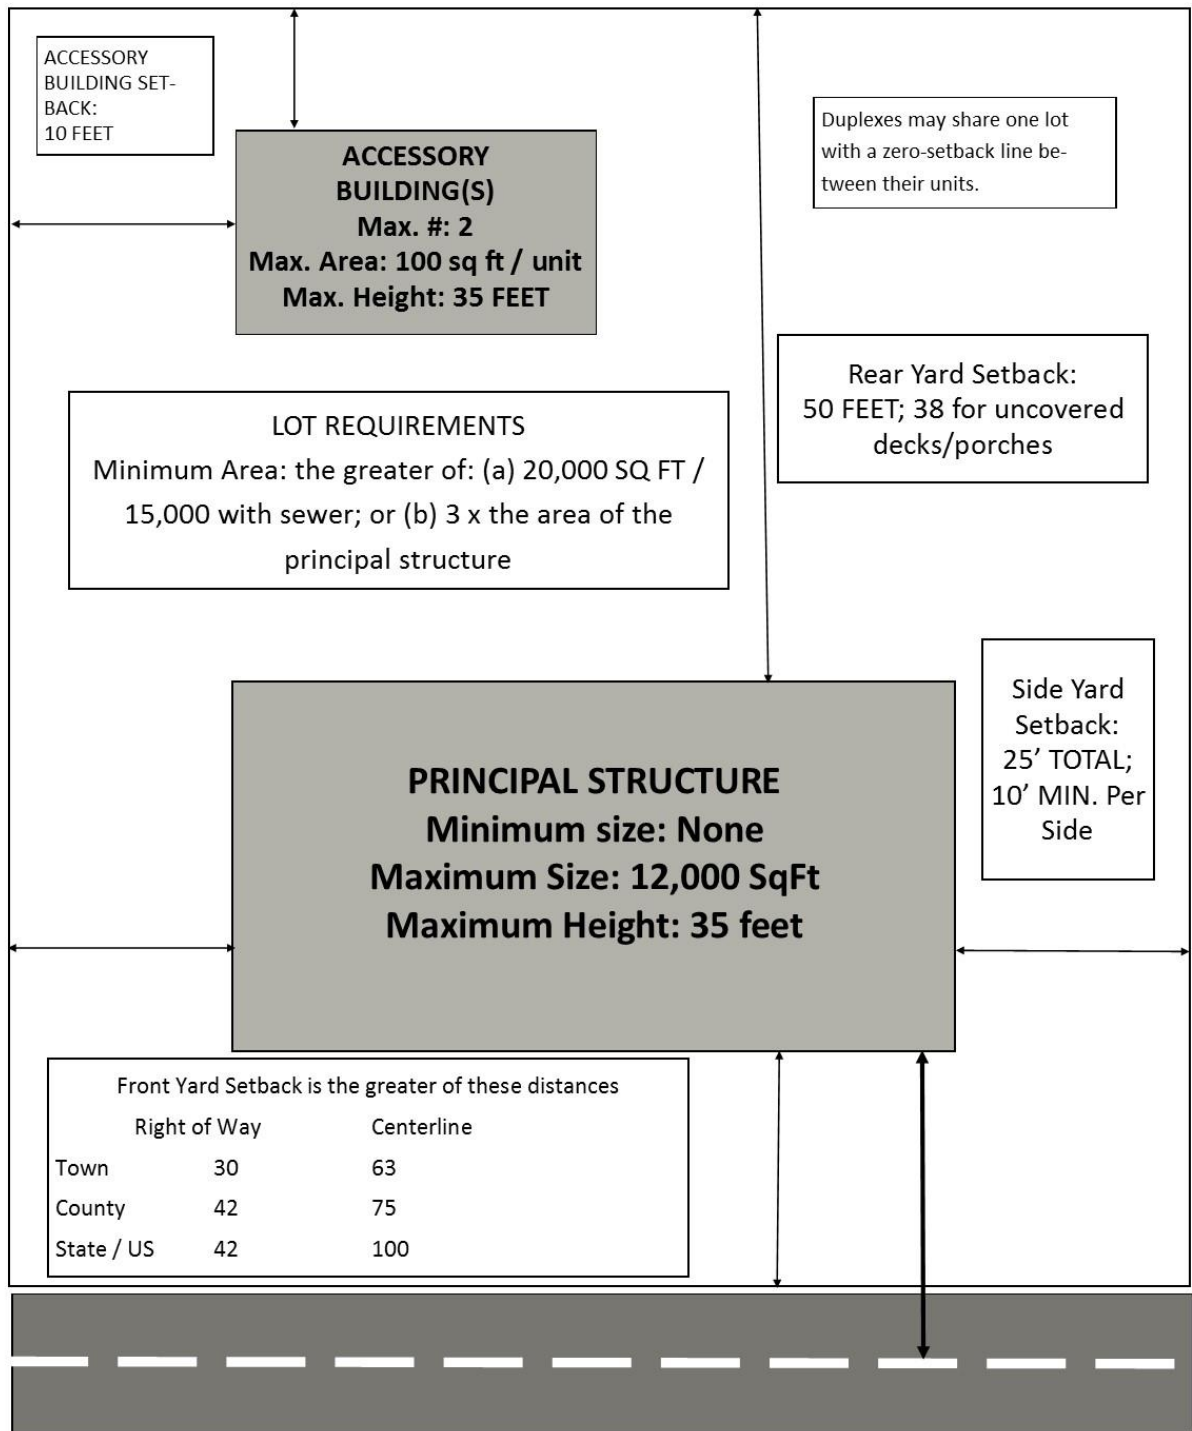 ACCESSORY
BUILDING SET-
BACK:
10 FEET
Duplexes may share one lot
with a zero-setback line be-
tween their units.
ACCESSORY
BUILDING(S)
Max. #: 2
Max. Area: 100 sq ft / unit
Max. Height: 35 FEET
Rear Yard Setback:
50 FEET; 38 for uncovered
decks/porches
LOT REQUIREMENTS
Minimum Area: the greater of: (a) 20,000 SQ FT /
15,000 with sewer; or (b) 3 x the area of the
principal structure
Side Yard
Setback:
25’ TOTAL;
10’ MIN. Per
Side
PRINCIPAL STRUCTURE
Minimum size: None
Maximum Size: 12,000 SqFt
Maximum Height: 35 feet
Front Yard Setback is the greater of these distances
Right of Way Centerline
Town 30 63
County 42 75
State / US 42 100